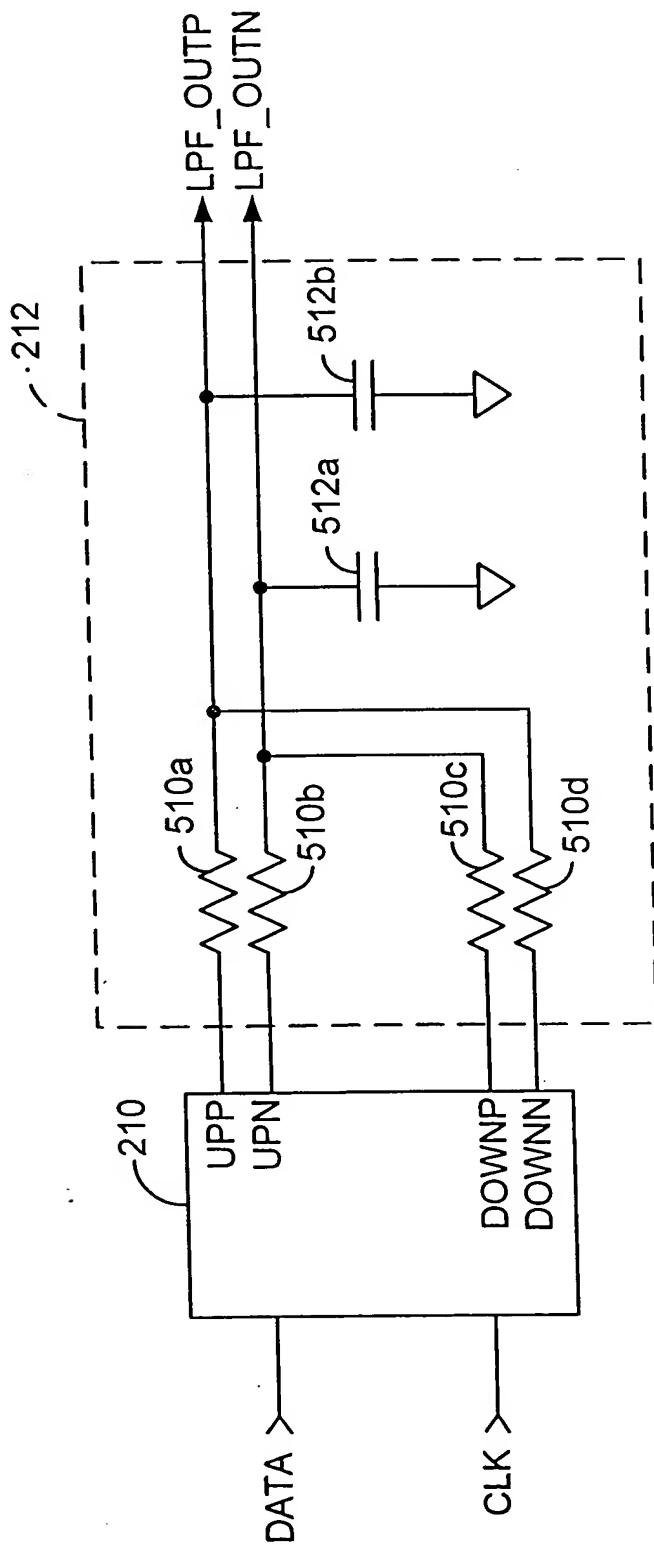 212
LPF_OUTP
LPF_OUTN
512b
512a
510a
510b
510c
510d
210
UPP
UPN
DOWNP
DOWNN
DATA
CLK